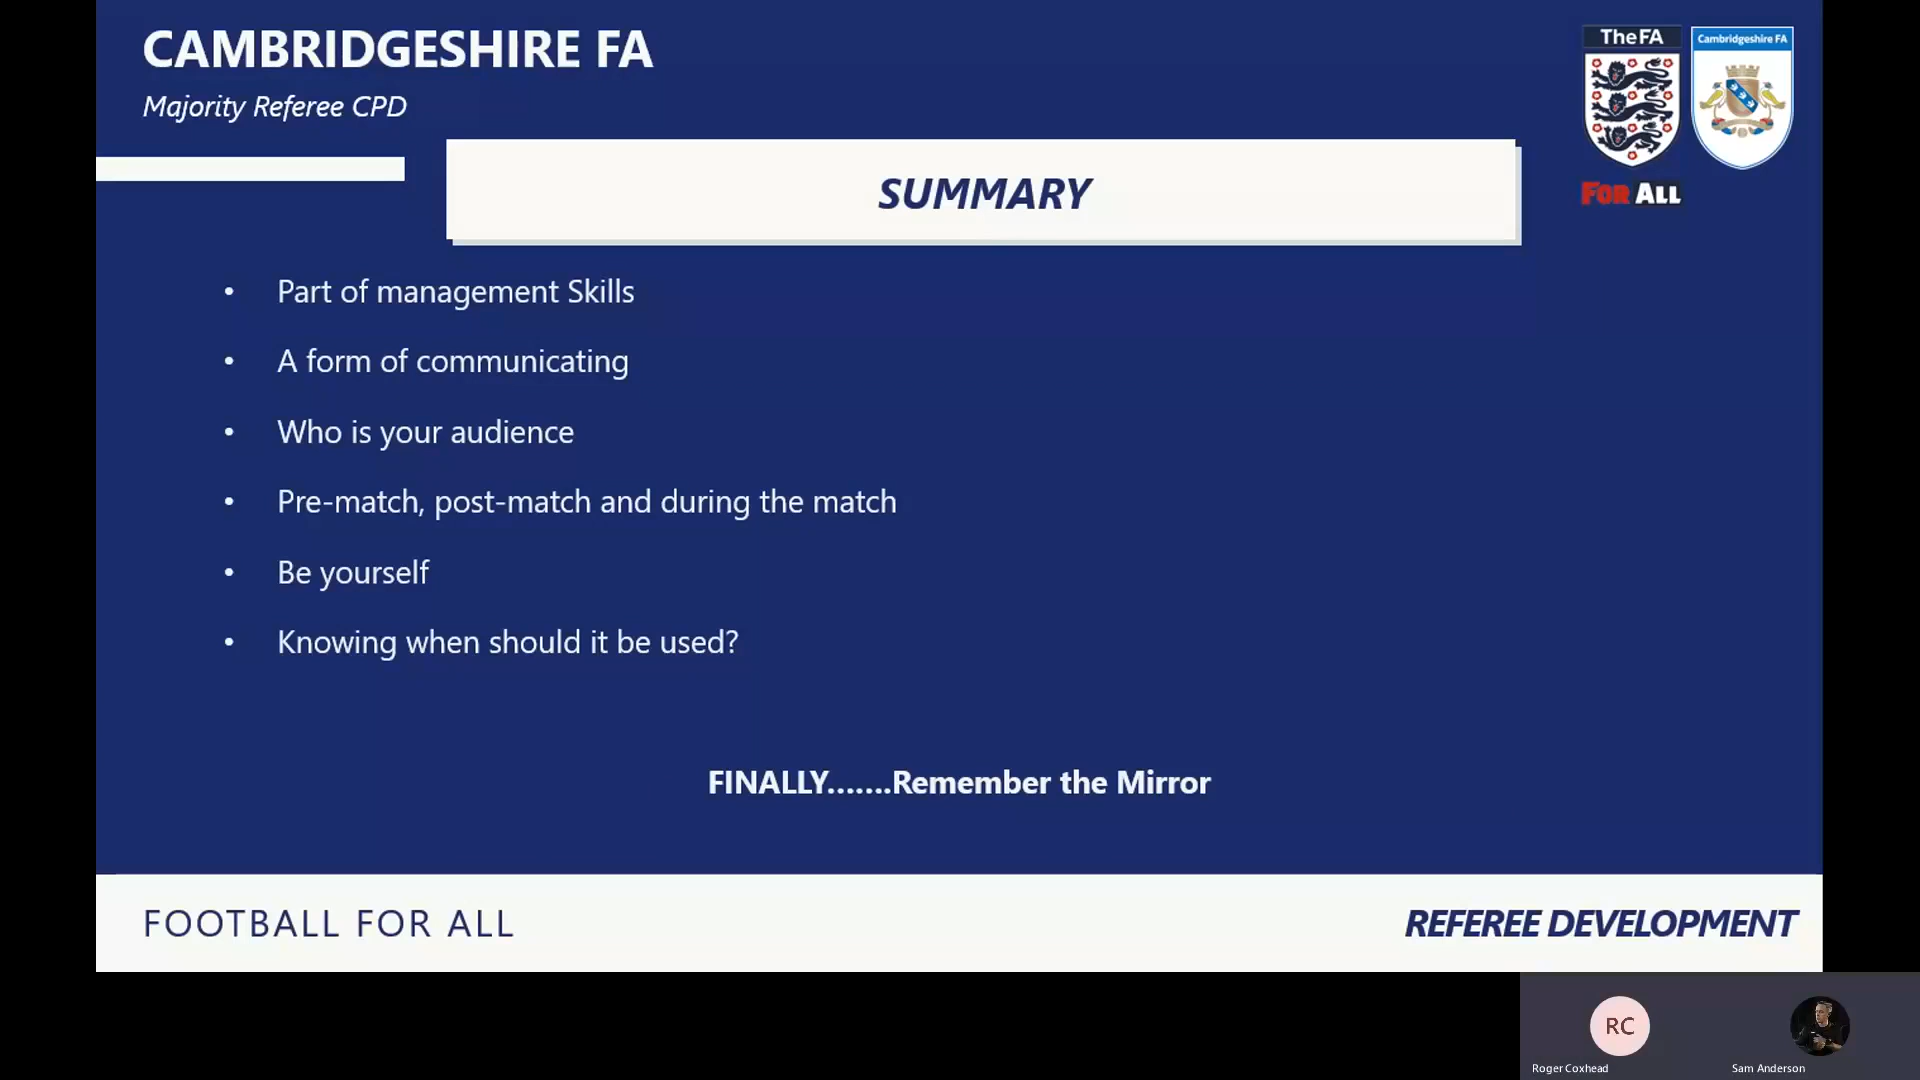 CAMBRIDGESHIRE FA
Majority Referee CPD
TheFA
Cambridgeshire FA
FOR ALL
SUMMARY
• Part of management Skills
• A form of communicating
• Who is your audience
• Pre-match, post-match and during the match
• Be yourself
• Knowing when should it be used?
FINALLY.......Remember the Mirror
FOOTBALL FOR ALL
REFEREE DEVELOPMENT
RC
Roger Coxhead
Sam Anderson